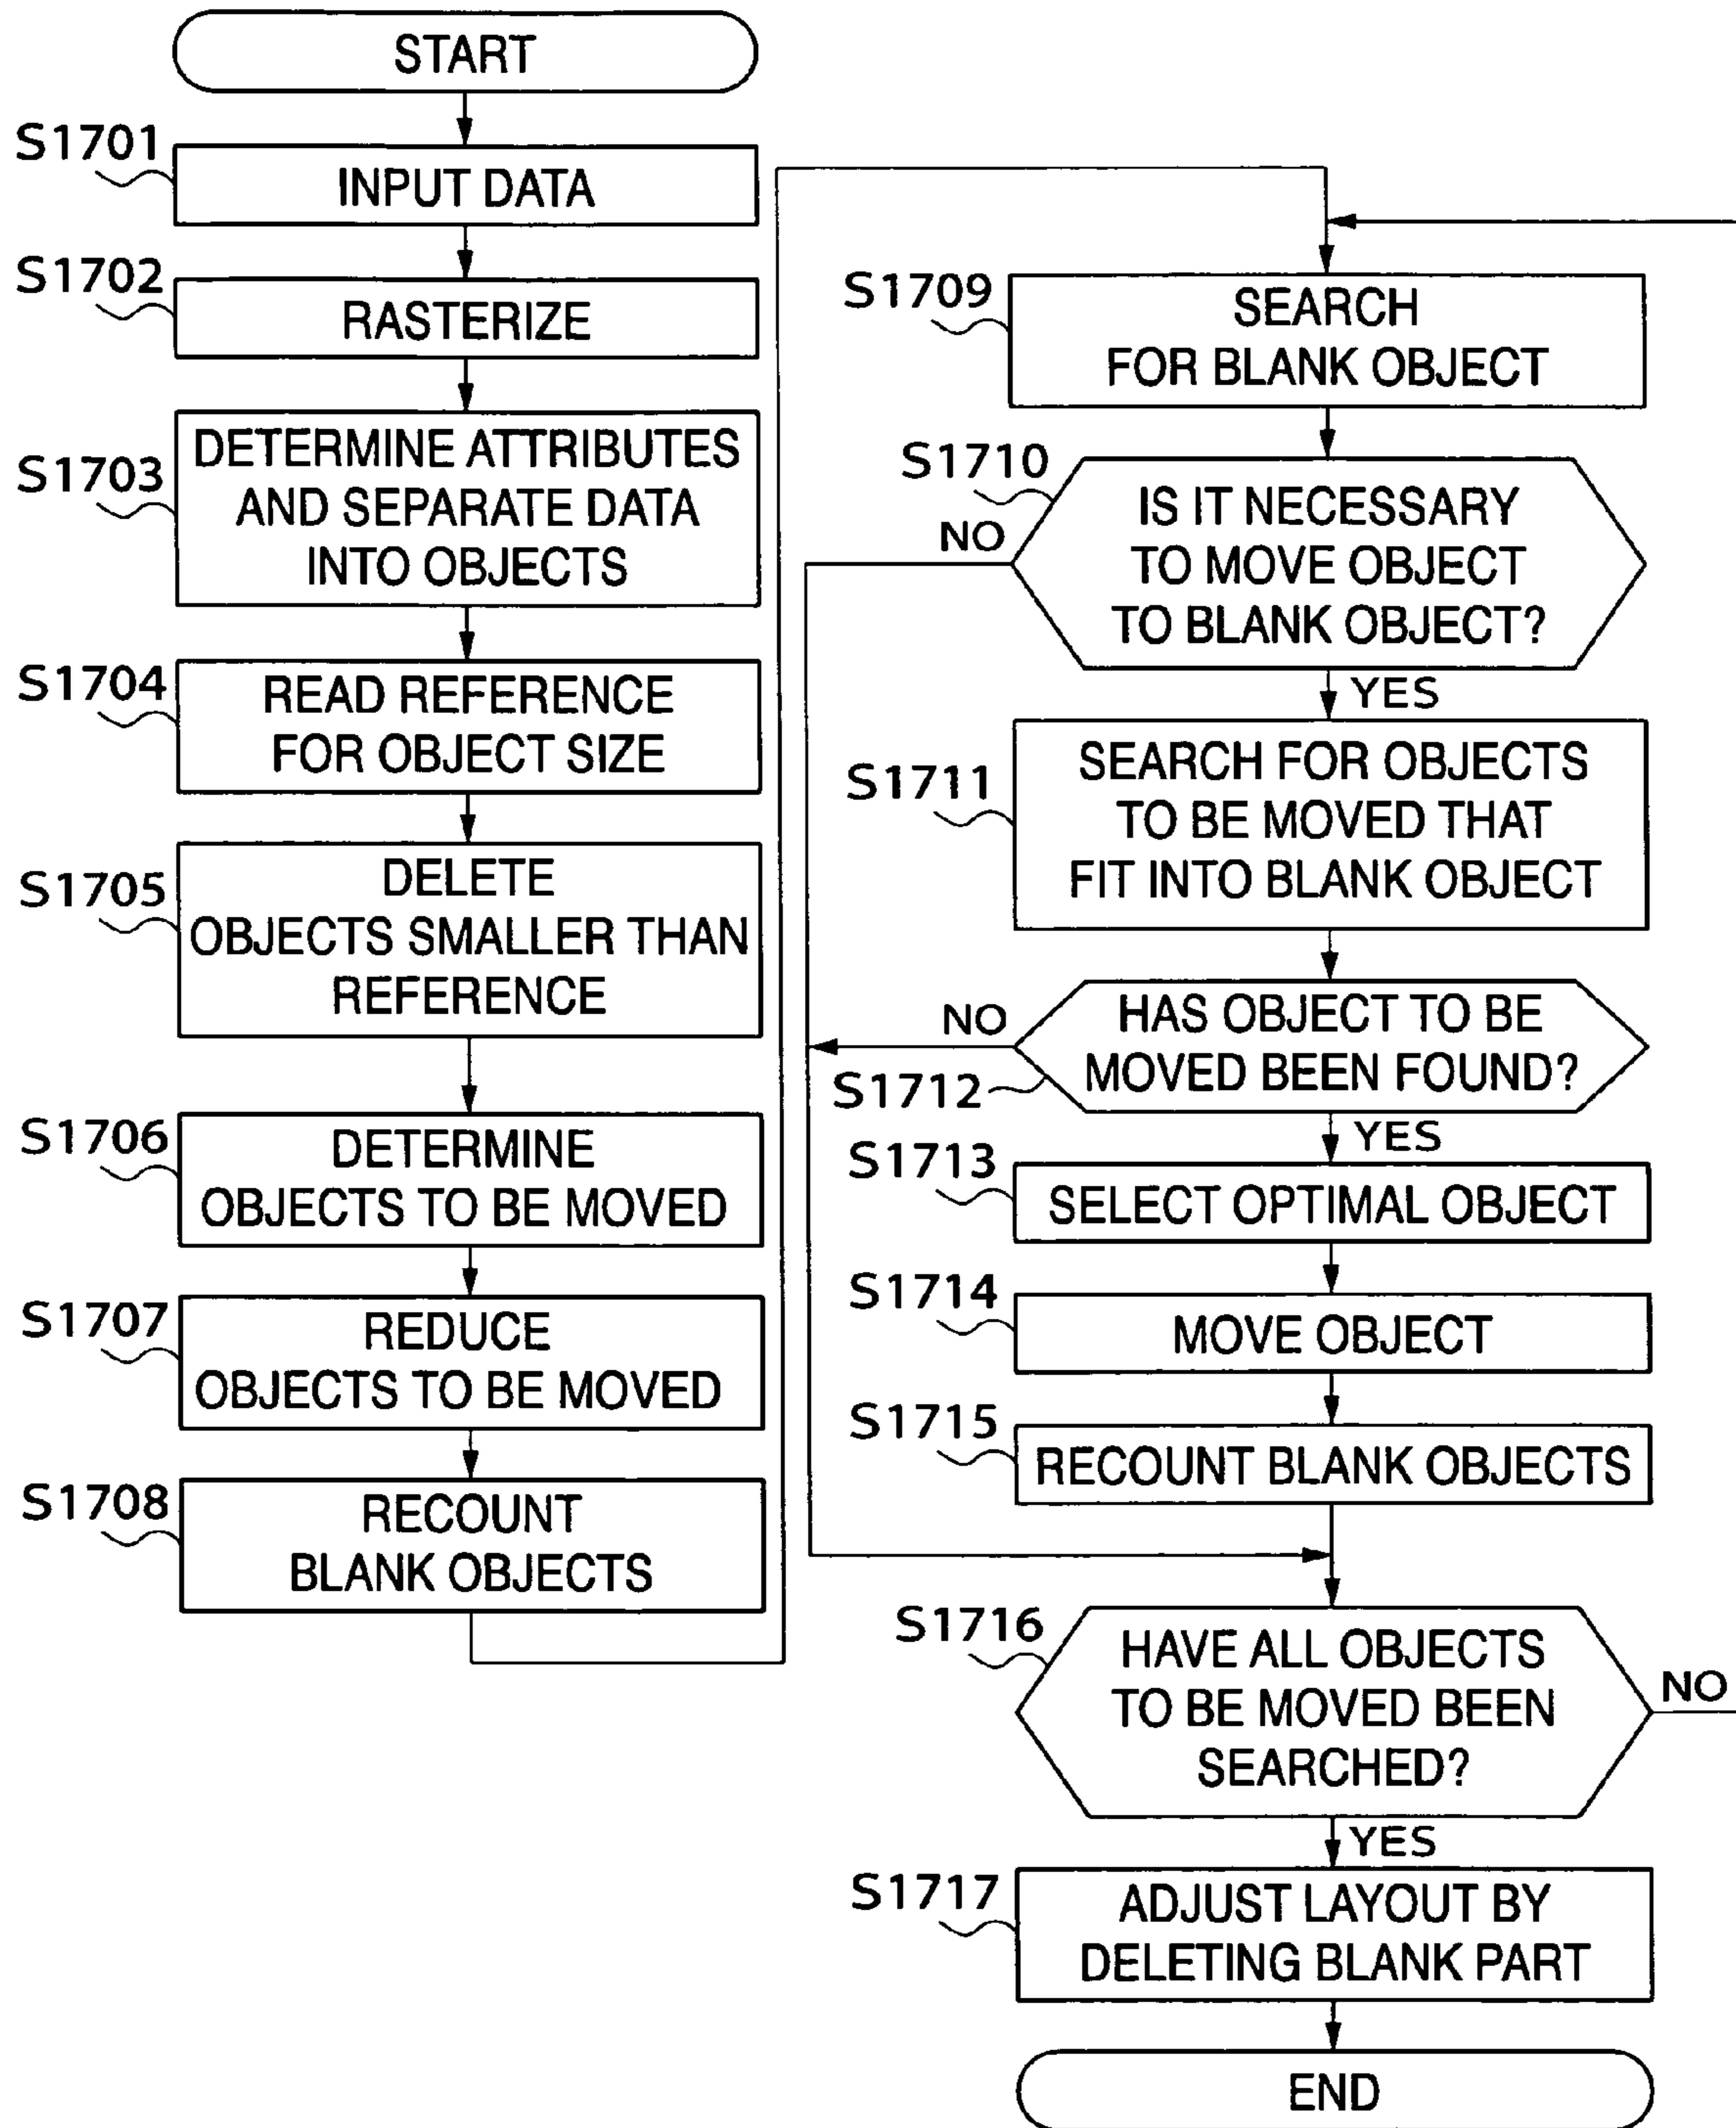 START
S1701
INPUT DATA
S1702
RASTERIZE
S1703
DETERMINE ATTRIBUTES
AND SEPARATE DATA
INTO OBJECTS
S1704
READ REFERENCE
FOR OBJECT SIZE
S1705
DELETE
OBJECTS SMALLER THAN
REFERENCE
S1706
DETERMINE
OBJECTS TO BE MOVED
S1707
REDUCE
OBJECTS TO BE MOVED
S1708
RECOUNT
BLANK OBJECTS
S1709
SEARCH
FOR BLANK OBJECT
S1710
IS IT NECESSARY
TO MOVE OBJECT
TO BLANK OBJECT?
NO
YES
S1711
SEARCH FOR OBJECTS
TO BE MOVED THAT
FIT INTO BLANK OBJECT
S1712
HAS OBJECT TO BE
MOVED BEEN FOUND?
NO
YES
S1713
SELECT OPTIMAL OBJECT
S1714
MOVE OBJECT
S1715
RECOUNT BLANK OBJECTS
S1716
HAVE ALL OBJECTS
TO BE MOVED BEEN
SEARCHED?
NO
YES
S1717
ADJUST LAYOUT BY
DELETING BLANK PART
END